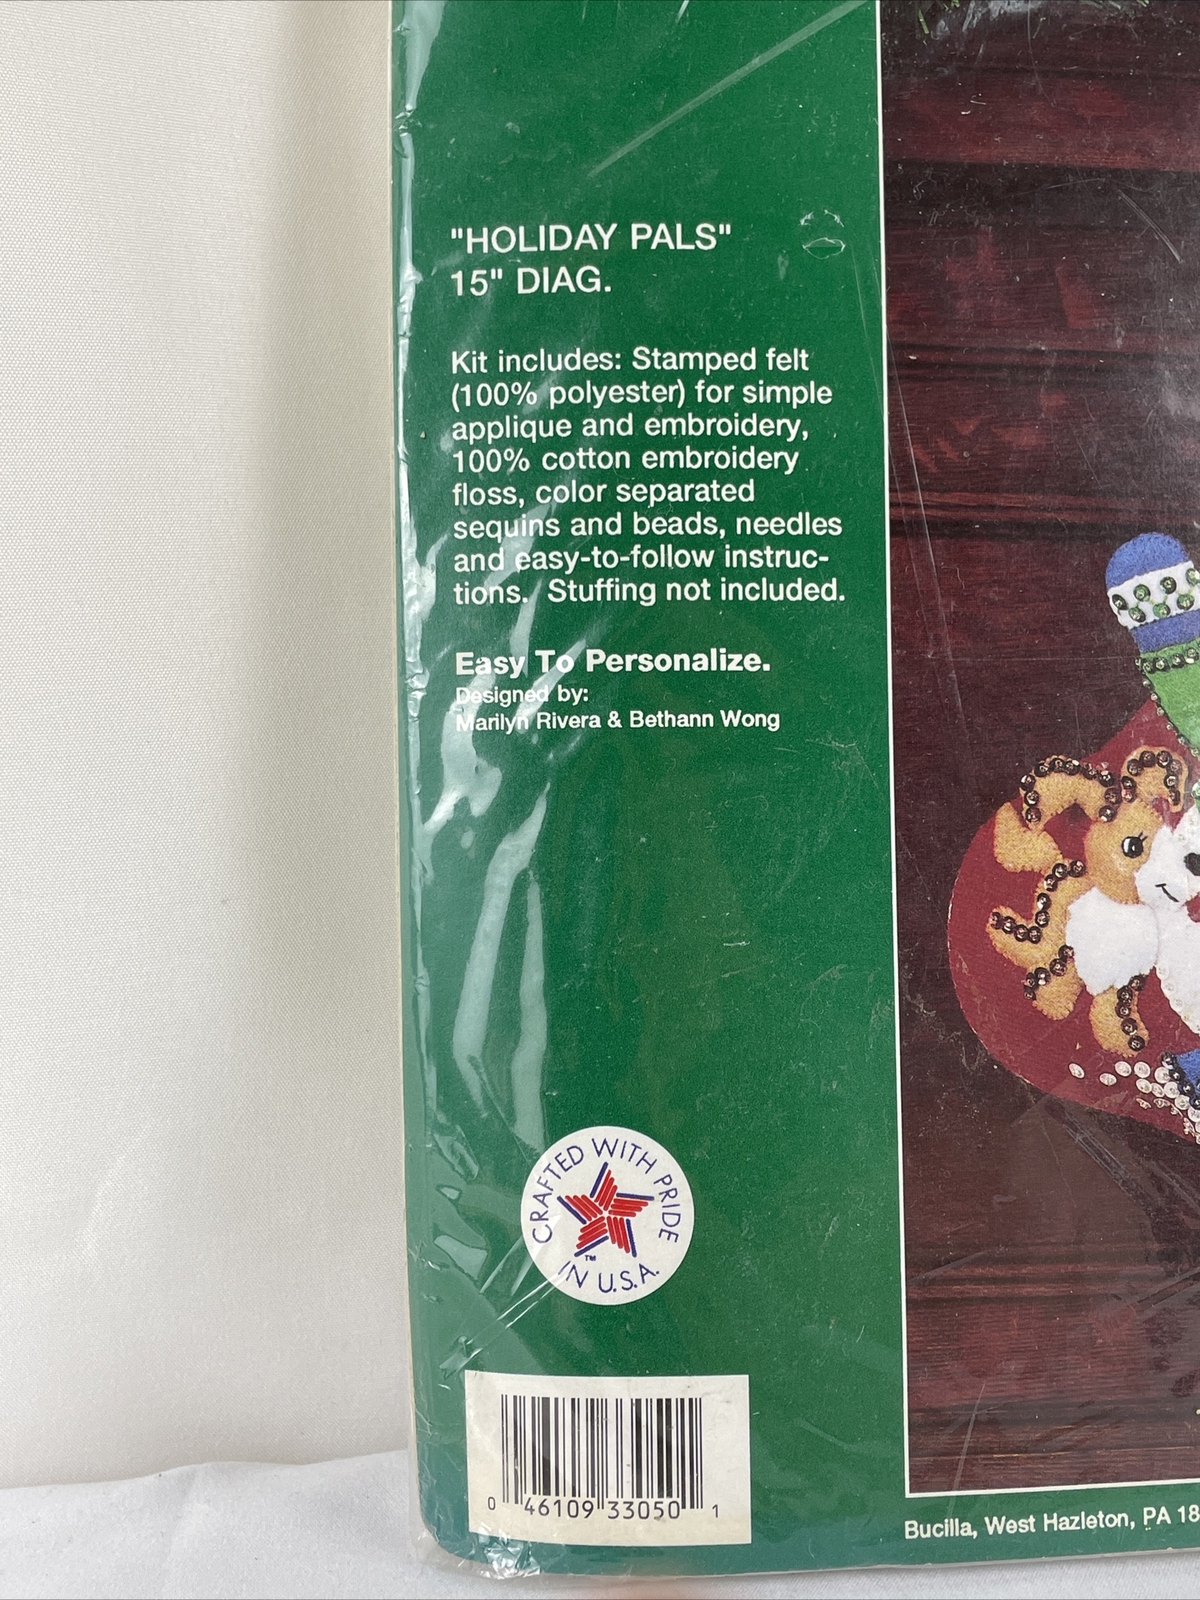 "HOLIDAY PALS"
15" DIAG.
Kit includes: Stamped felt
(100% polyester) for simple
applique and embroidery,
100% cotton embroidery
floss, color separated
sequins and beads, needles
and easy-to-follow instruc-
tions. Stuffing not included.
Easy To Personalize.
Designed by:
Marilyn Rivera & Bethann Wong
CRAFTED WITH PRIDE
IN U.S.A.
TM
0 46109 33050 1
Bucilla, West Hazleton, PA 18